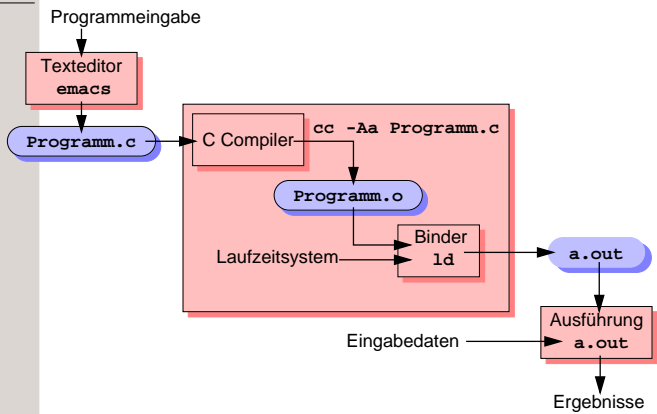 Programmeingabe
Texteditor
emacs
Programm.c
C Compiler
cc -Aa Programm.c
Programm.o
Laufzeitsystem
Binder
ld
a.out
Eingabedaten
Ausführung
a.out
Ergebnisse